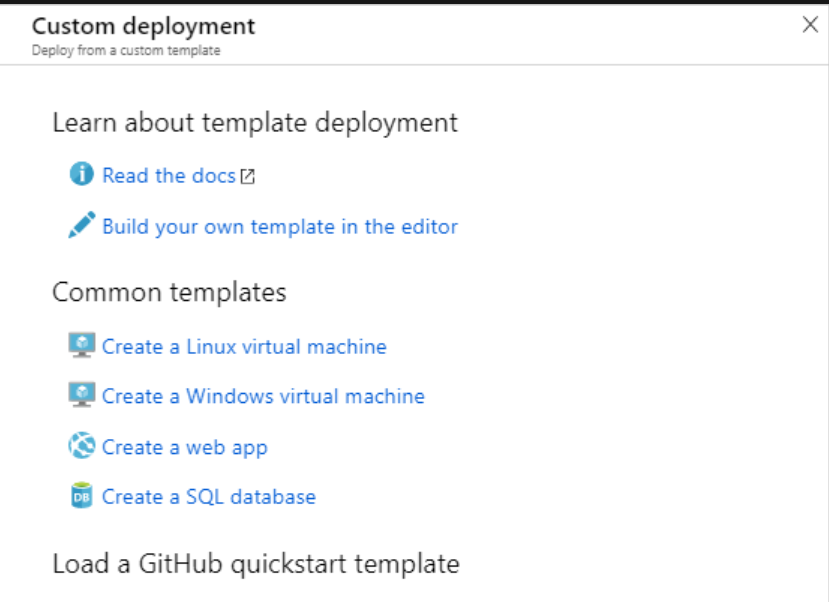 Custom deployment
Deploy from a custom template
Learn about template deployment
Read the docs
Build your own template in the editor
Common templates
Create a Linux virtual machine
Create a Windows virtual machine
Create a web app
DB Create a SQL database
Load a GitHub quickstart template